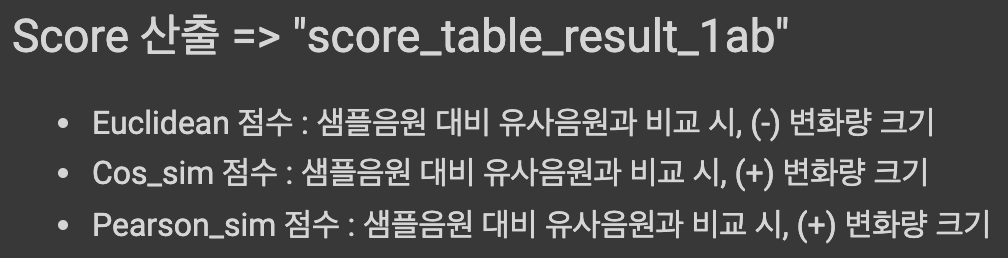 Score 산출 => "score_table_result_1ab"
• Euclidean 점수 : 샘플음원 대비 유사음원과 비교 시, (-) 변화량 크기
• Cos_sim 점수 : 샘플음원 대비 유사음원과 비교 시, (+) 변화량 크기
• Pearson_sim 점수 : 샘플음원 대비 유사음원과 비교 시, (+) 변화량 크기